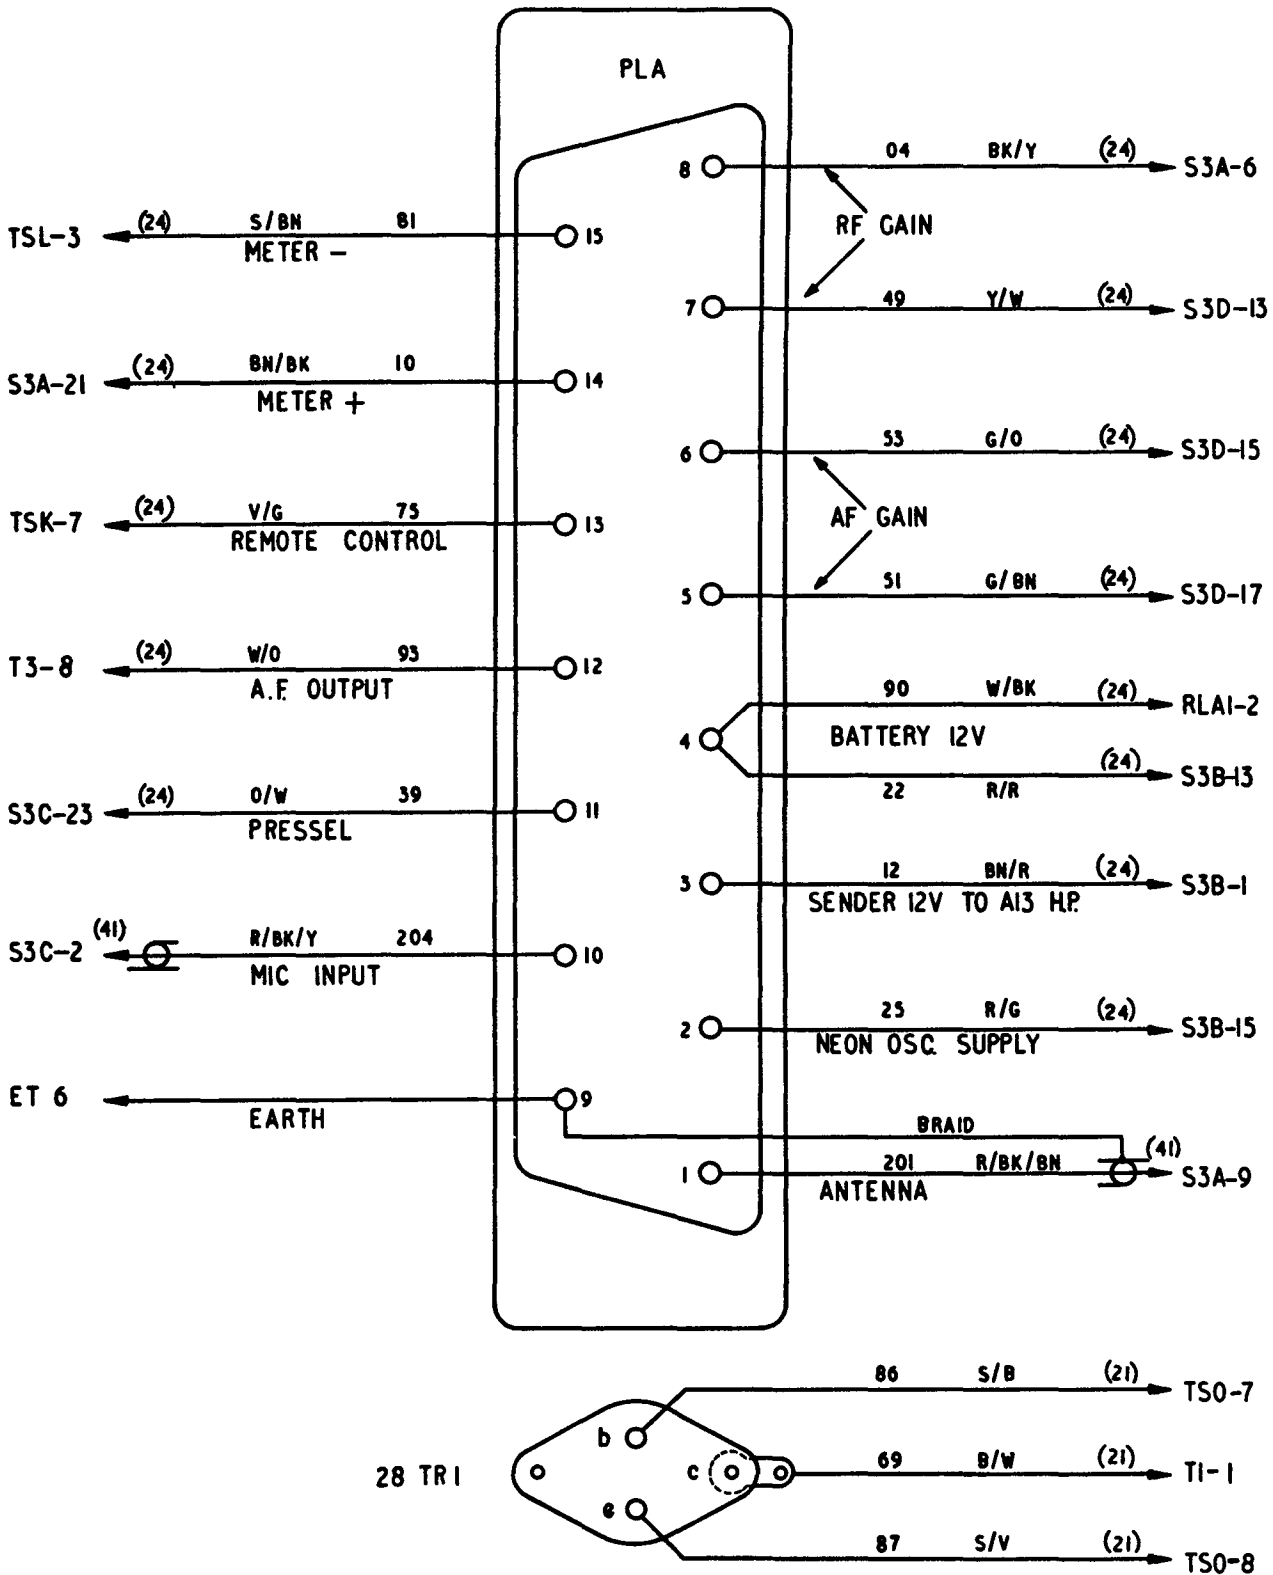 PLA
8 04 BK/Y (24) S3A-6
RF GAIN
7 49 Y/W (24) S3D-13
6 53 G/O (24) S3D-15
AF GAIN
5 51 G/BN (24) S3D-17
4 90 W/BK (24) RLA1-2
BATTERY 12V
22 R/R (24) S3B-13
3 12 BN/R (24) S3B-1
SENDER 12V TO A13 H.P.
2 25 R/G (24) S3B-15
NEON OSC. SUPPLY
BRAID
1 201 R/BK/BN (41) S3A-9
ANTENNA
TSL-3 (24) S/BN 81 15
METER -
S3A-21 (24) BN/BK 10 14
METER +
TSK-7 (24) V/G 75 13
REMOTE CONTROL
T3-8 (24) W/O 93 12
A.F. OUTPUT
S3C-23 (24) O/W 39 11
PRESSEL
S3C-2 (41) R/BK/Y 204 10
MIC INPUT
ET 6 9
EARTH
28 TR1
b 86 S/B (21) TSO-7
c 69 B/W (21) T1-1
e 87 S/V (21) TSO-8